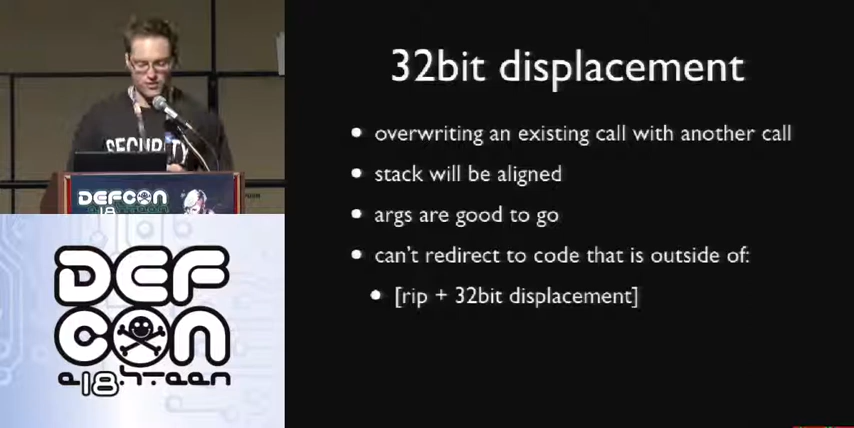 SECURITY
DEFCON
18
DEF
CON
32bit displacement
• overwriting an existing call with another call
• stack will be aligned
• args are good to go
• can't redirect to code that is outside of:
• [rip + 32bit displacement]